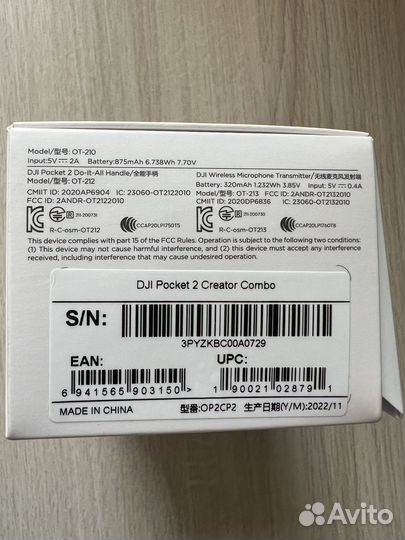 Model/型号: OT-210
Input:5V⎓2A Battery:875mAh 6.738Wh 7.70V
DJI Pocket 2 Do-It-All Handle/全能手柄
Model/型号: OT-212
CMIIT ID: 2020AP6904 IC: 23060-OT2122010
FCC ID: 2ANDR-OT2122010
R-C-osm-OT212
CCAP20LP1750T5
DJI Wireless Microphone Transmitter/无线麦克风发射端
Model/型号: OT-213
Battery: 320mAh 1.232Wh 3.85V Input: 5V⎓0.4A
FCC ID: 2ANDR-OT2132010
CMIIT ID: 2020DP6836 IC: 23060-OT2132010
R-C-osm-OT213
CCAP20LP1760T8
This device complies with part 15 of the FCC Rules. Operation is subject to the following two conditions:
(1) This device may not cause harmful interference, and (2) this device must accept any interference
received, including interference that may cause undesired operation.
DJI Pocket 2 Creator Combo
S/N:
3PYZKBC00A0729
EAN: UPC:
6 941565 903150 > 1 90021 02879 1
MADE IN CHINA 型号: OP2CP2 生产日期(Y/M): 2022/11
Avito